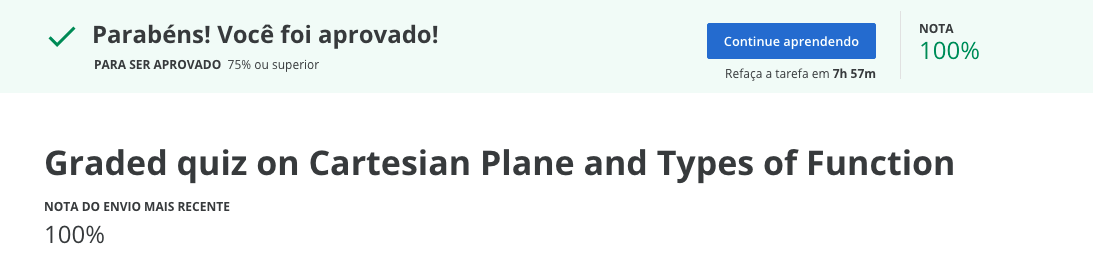 Parabéns! Você foi aprovado!
PARA SER APROVADO 75% ou superior
Continue aprendendo
Refaça a tarefa em 7h 57m
NOTA
100%
Graded quiz on Cartesian Plane and Types of Function
NOTA DO ENVIO MAIS RECENTE
100%